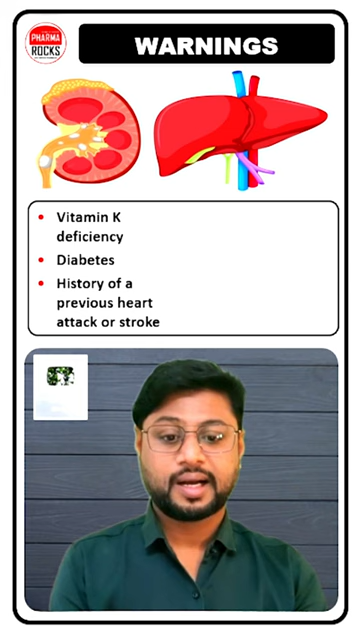 PHARMA
ROCKS
WARNINGS
• Vitamin K
deficiency
• Diabetes
• History of a
previous heart
attack or stroke